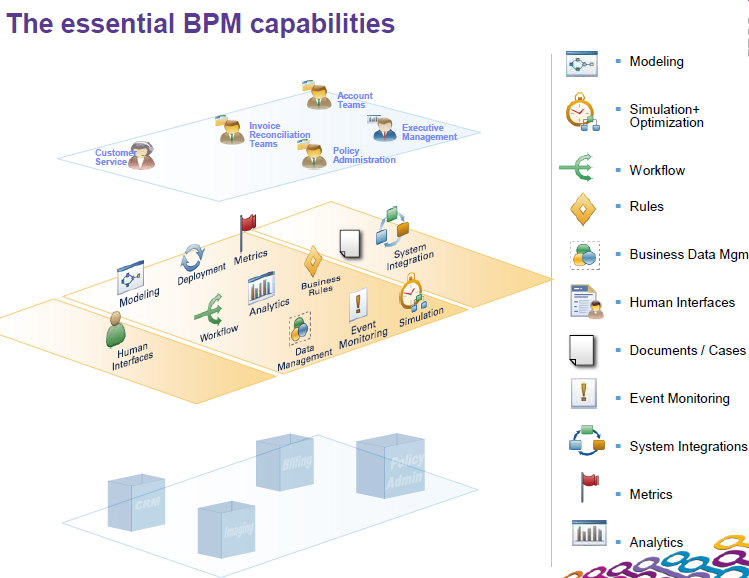 The essential BPM capabilities
Account
Teams
Invoice
Reconciliation
Teams
Executive
Management
Customer
Service
Policy
Administration
Metrics
System
Integration
Deployment
Modeling
Business
Rules
Analytics
Simulation
Workflow
Event
Monitoring
Human
Interfaces
Data
Management
Billing
Policy
Admin
CRM
Imaging
Modeling
Simulation+
Optimization
Workflow
Rules
Business Data Mgm
Human Interfaces
Documents / Cases
Event Monitoring
System Integrations
Metrics
Analytics